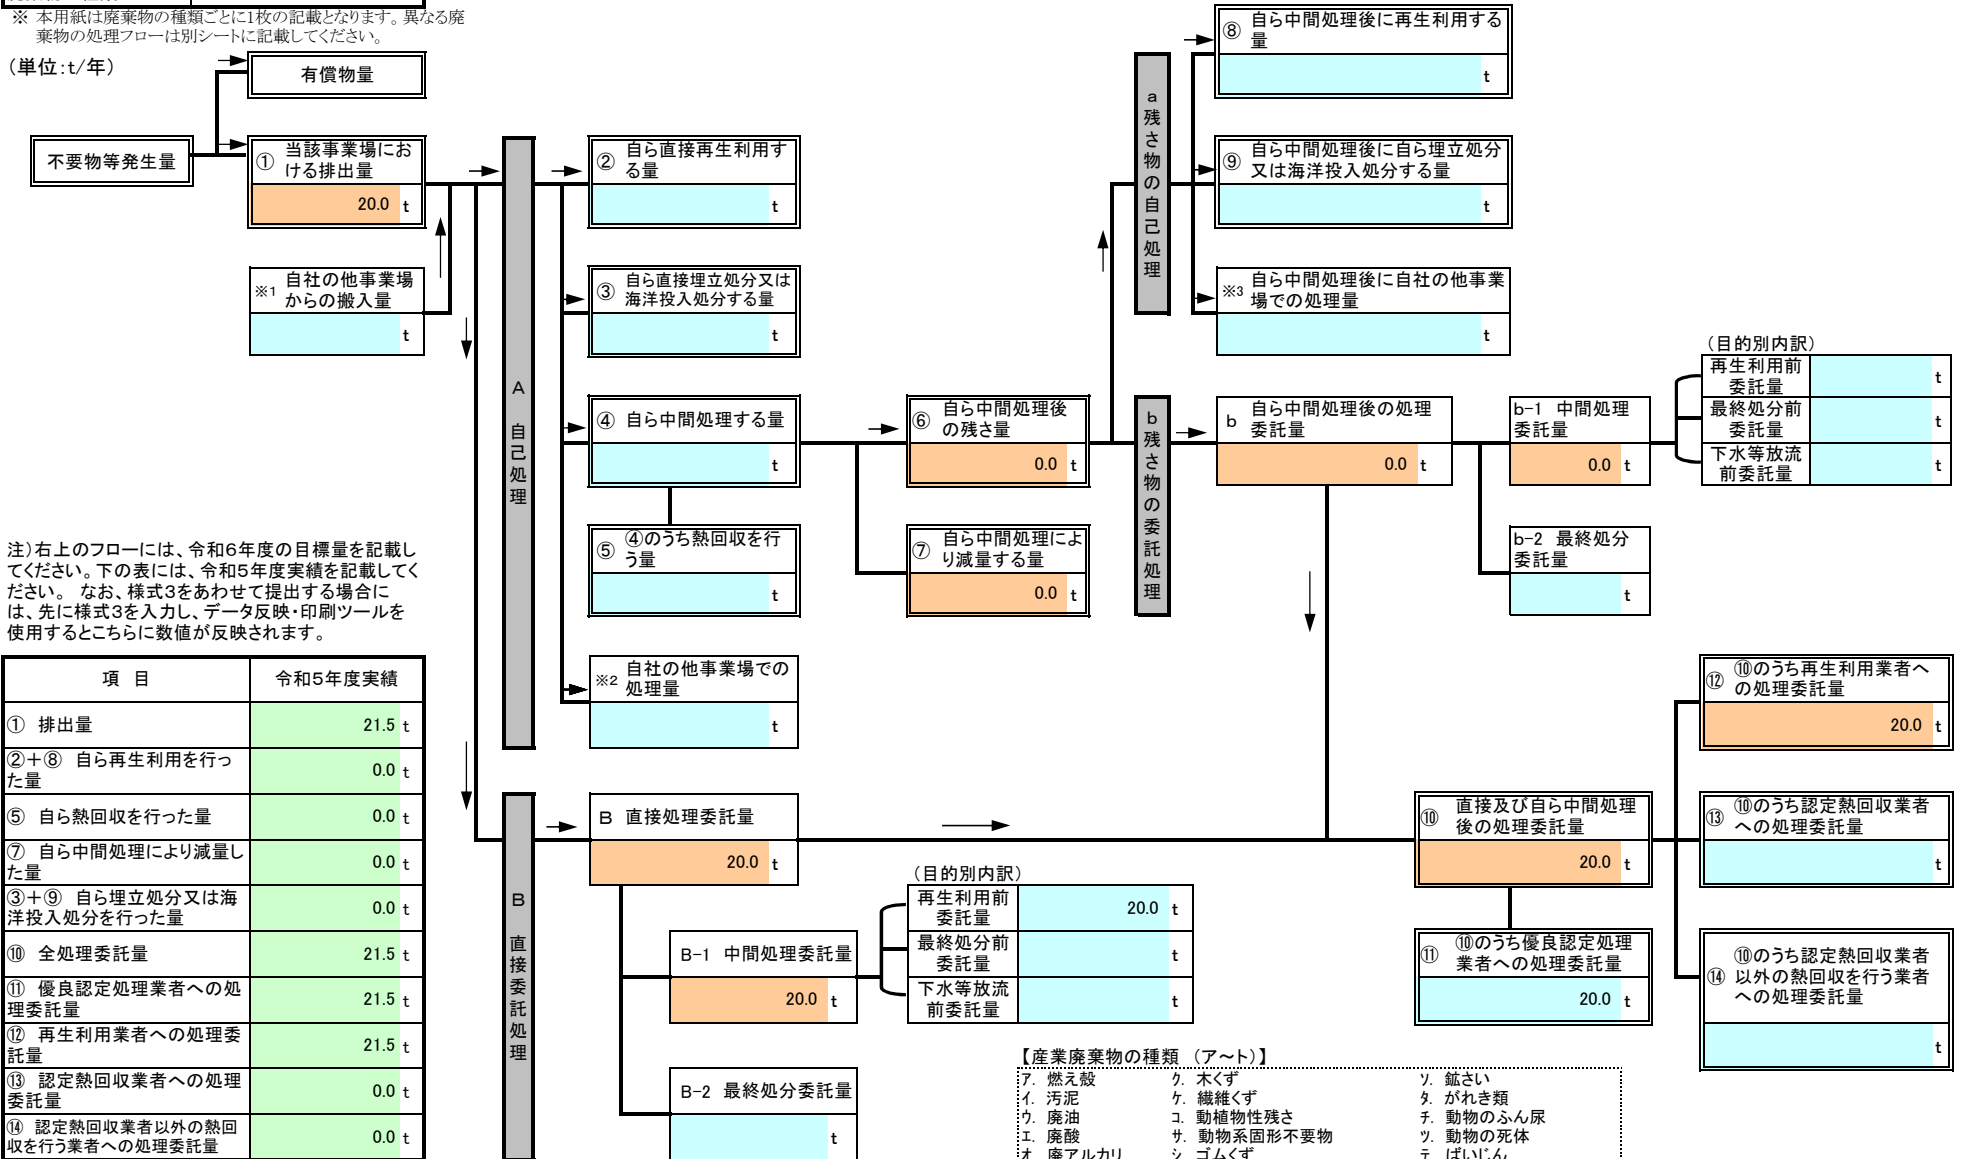 ※ 本用紙は廃棄物の種類ごとに1枚の記載となります。異なる廃
棄物の処理フローは別シートに記載してください。
(単位:t/年)
有償物量
不要物等発生量
① 当該事業場にお
ける排出量
20.0 t
※1 自社の他事業場
からの搬入量
t
A 自己処理
② 自ら直接再生利用す
る量
t
③ 自ら直接埋立処分又は
海洋投入処分する量
t
④ 自ら中間処理する量
t
⑤ ④のうち熱回収を行
う量
t
※2 自社の他事業場での
処理量
t
⑥ 自ら中間処理後
の残さ量
0.0 t
⑦ 自ら中間処理によ
り減量する量
0.0 t
a 残さ物の自己処理
⑧ 自ら中間処理後に再生利用する
量
t
⑨ 自ら中間処理後に自ら埋立処分
又は海洋投入処分する量
t
※3 自ら中間処理後に自社の他事業
場での処理量
t
b 残さ物の委託処理
b 自ら中間処理後の処理
委託量
0.0 t
b-1 中間処理
委託量
0.0 t
(目的別内訳)
再生利用前
委託量
t
最終処分前
委託量
t
下水等放流
前委託量
t
b-2 最終処分
委託量
t
注)右上のフローには、令和6年度の目標量を記載し
てください。下の表には、令和5年度実績を記載してく
ださい。 なお、様式3をあわせて提出する場合に
は、先に様式3を入力し、データ反映・印刷ツールを
使用するとこちらに数値が反映されます。
項 目 令和5年度実績
① 排出量 21.5 t
②+⑧ 自ら再生利用を行っ
た量
0.0 t
⑤ 自ら熱回収を行った量 0.0 t
⑦ 自ら中間処理により減量し
た量
0.0 t
③+⑨ 自ら埋立処分又は海
洋投入処分を行った量
0.0 t
⑩ 全処理委託量 21.5 t
⑪ 優良認定処理業者への処
理委託量
21.5 t
⑫ 再生利用業者への処理委
託量
21.5 t
⑬ 認定熱回収業者への処理
委託量
0.0 t
⑭ 認定熱回収業者以外の熱回
収を行う業者への処理委託量
0.0 t
B 直接委託処理
B 直接処理委託量
20.0 t
B-1 中間処理委託量
20.0 t
(目的別内訳)
再生利用前
委託量
20.0 t
最終処分前
委託量
t
下水等放流
前委託量
t
B-2 最終処分委託量
t
⑩ 直接及び自ら中間処理
後の処理委託量
20.0 t
⑪ ⑩のうち優良認定処理
業者への処理委託量
20.0 t
⑫ ⑩のうち再生利用業者へ
の処理委託量
20.0 t
⑬ ⑩のうち認定熱回収業者
への処理委託量
t
⑭ ⑩のうち認定熱回収業者
以外の熱回収を行う業者
への処理委託量
t
【産業廃棄物の種類 (ア~ト)】
ア. 燃え殻 ク. 木くず ソ. 鉱さい
イ. 汚泥 ケ. 繊維くず タ. がれき類
ウ. 廃油 コ. 動植物性残さ チ. 動物のふん尿
エ. 廃酸 サ. 動物系固形不要物 ツ. 動物の死体
オ. 廃アルカリ シ. ゴムくず テ. ばいじん